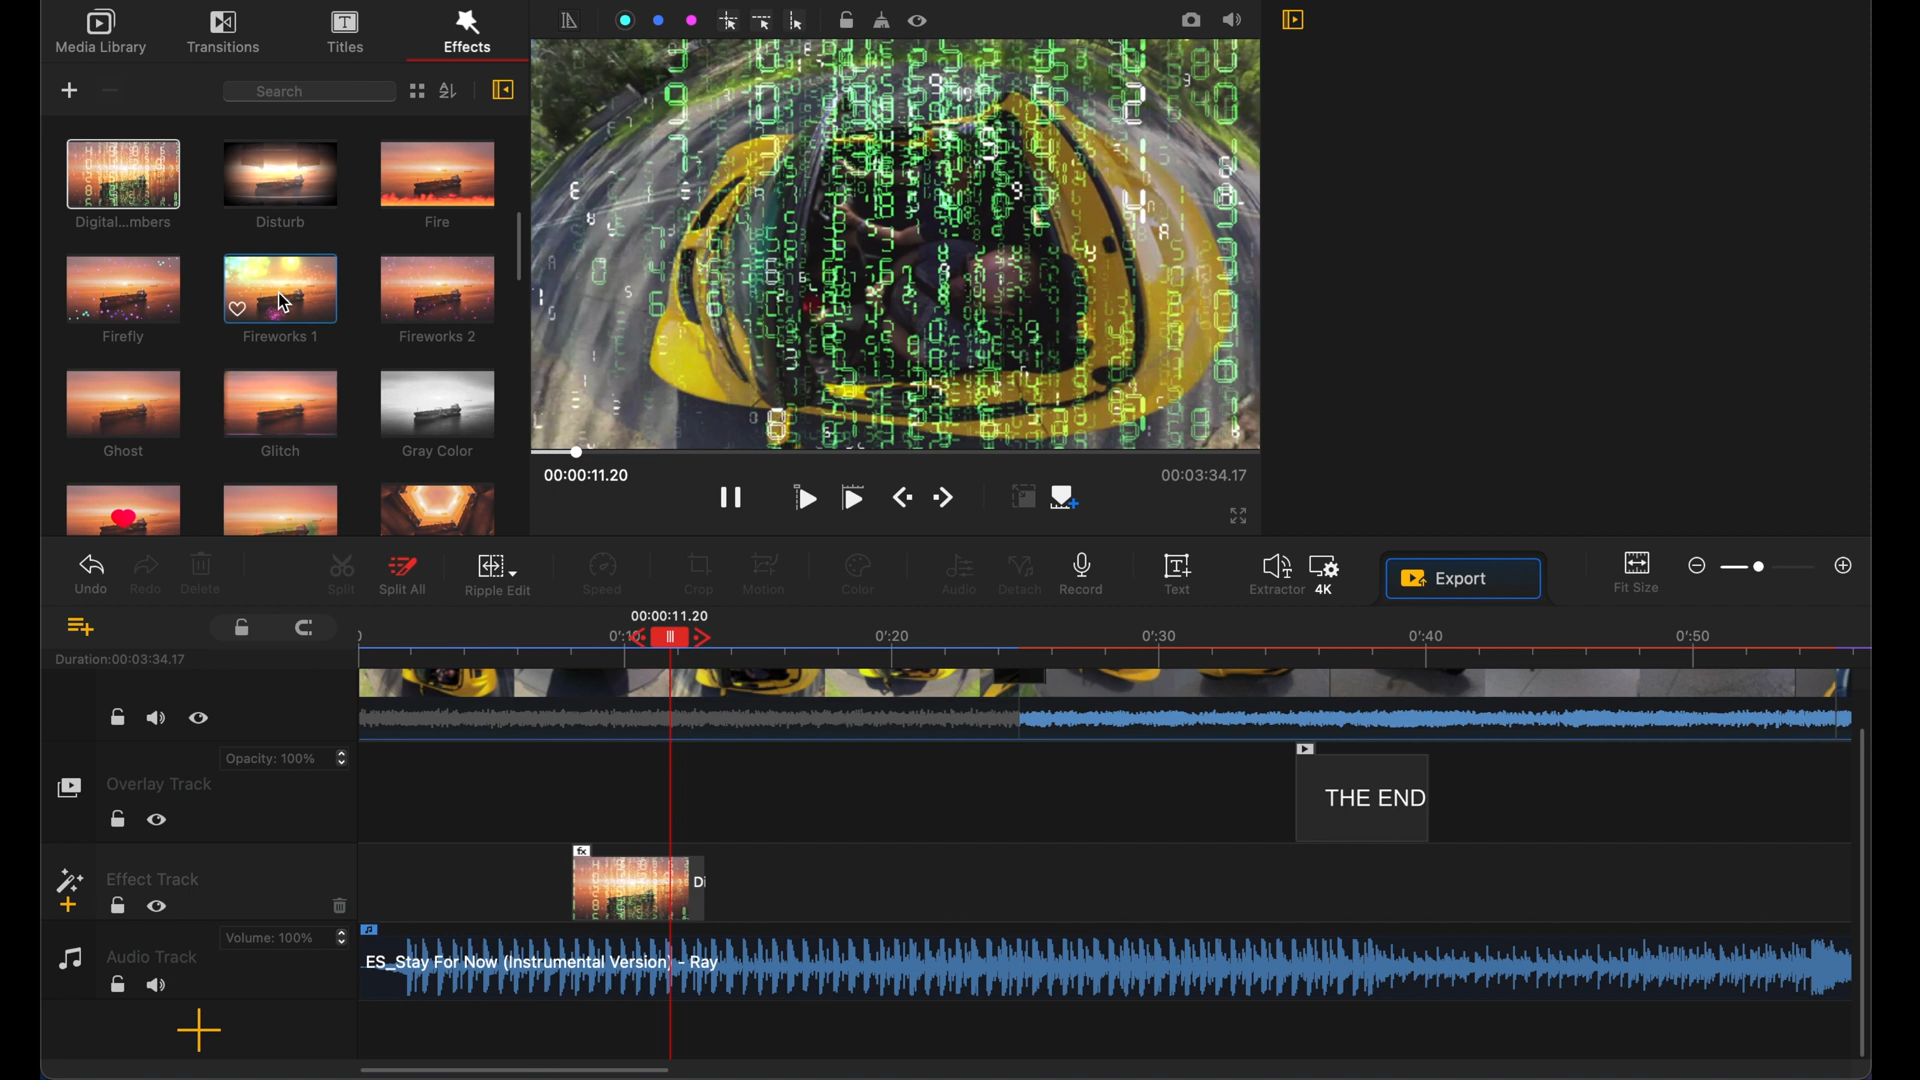 Media Library
Transitions
Titles
Effects
Search
Digital...mbers
Disturb
Fire
Firefly
Fireworks 1
Fireworks 2
Ghost
Glitch
Gray Color
00:00:11.20
00:03:34.17
Undo
Redo
Delete
Split
Split All
Ripple Edit
Speed
Crop
Motion
Color
Audio
Detach
Record
Text
Extractor
4K
Export
Fit Size
00:00:11.20
0':10
0':20
0':30
0':40
0':50
Duration:00:03:34.17
Opacity: 100%
Overlay Track
THE END
fx
Effect Track
Di
Volume: 100%
Audio Track
ES_Stay For Now (Instrumental Version) - Ray